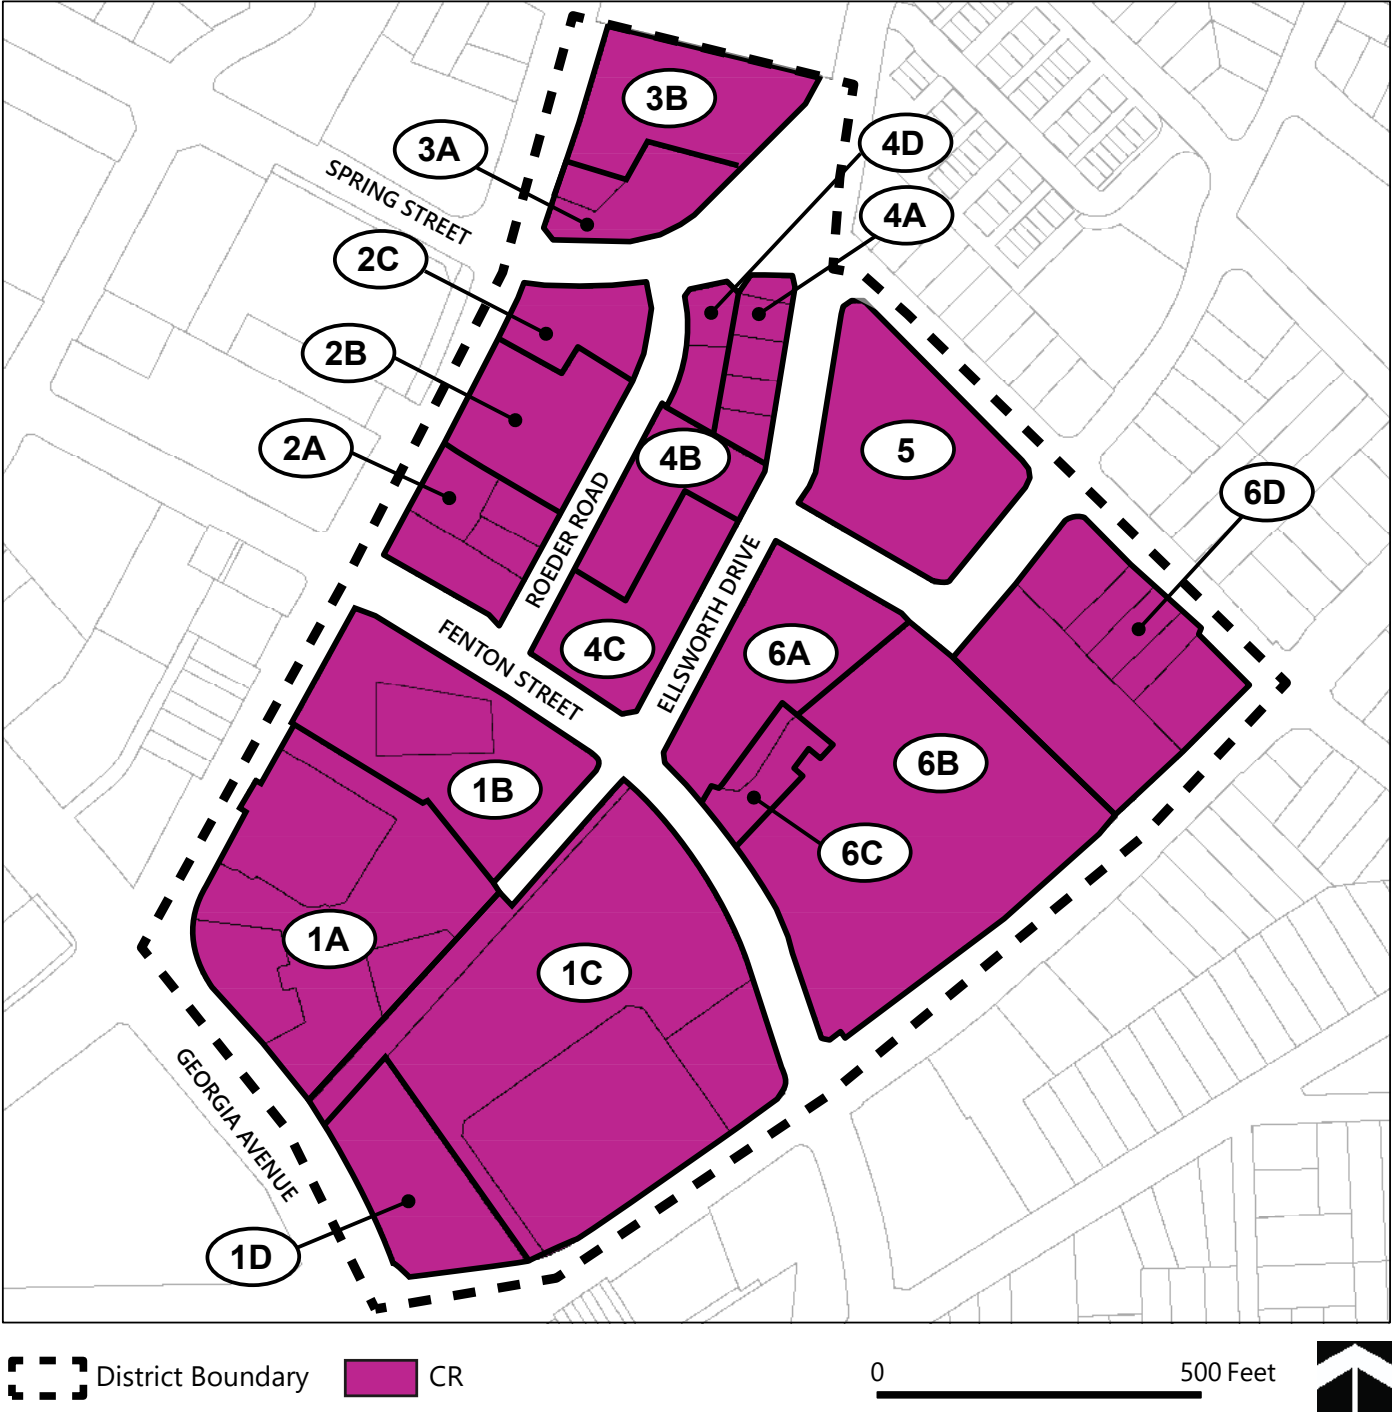 3B
3A
4D
SPRING STREET
4A
2C
2B
2A
4B
5
6D
ROEDER ROAD
ELLSWORTH DRIVE
FENTON STREET
4C
6A
1B
6B
6C
1A
1C
GEORGIA AVENUE
1D
District Boundary CR 0 500 Feet